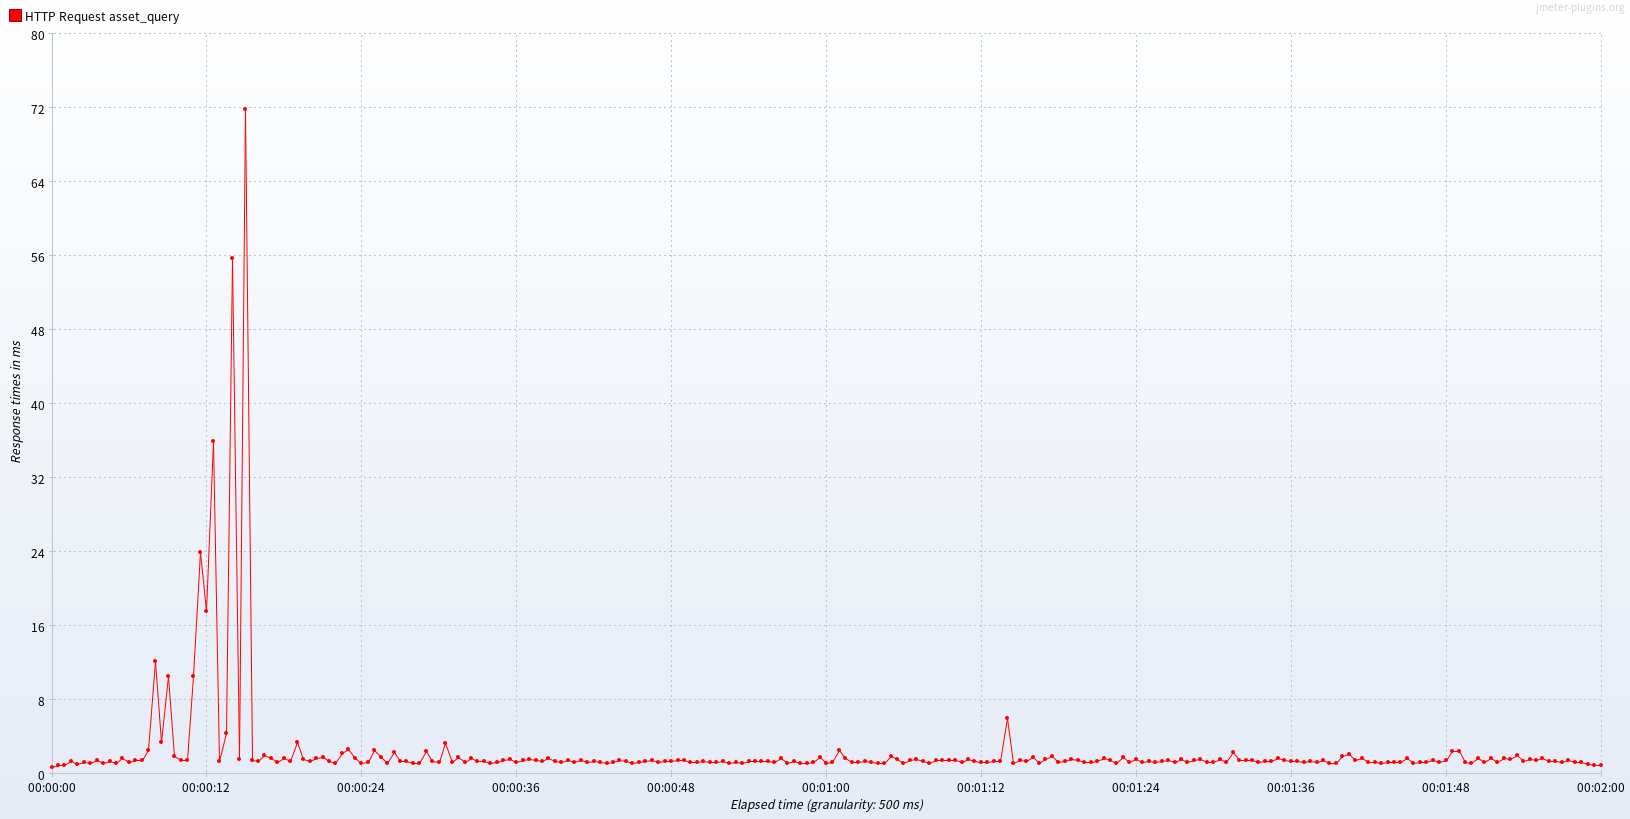 HTTP Request asset_query
jmeter-plugins.org
80
72
64
56
48
40
32
24
16
8
0
Response times in ms
00:00:00 00:00:12 00:00:24 00:00:36 00:00:48 00:01:00 00:01:12 00:01:24 00:01:36 00:01:48 00:02:00
Elapsed time (granularity: 500 ms)